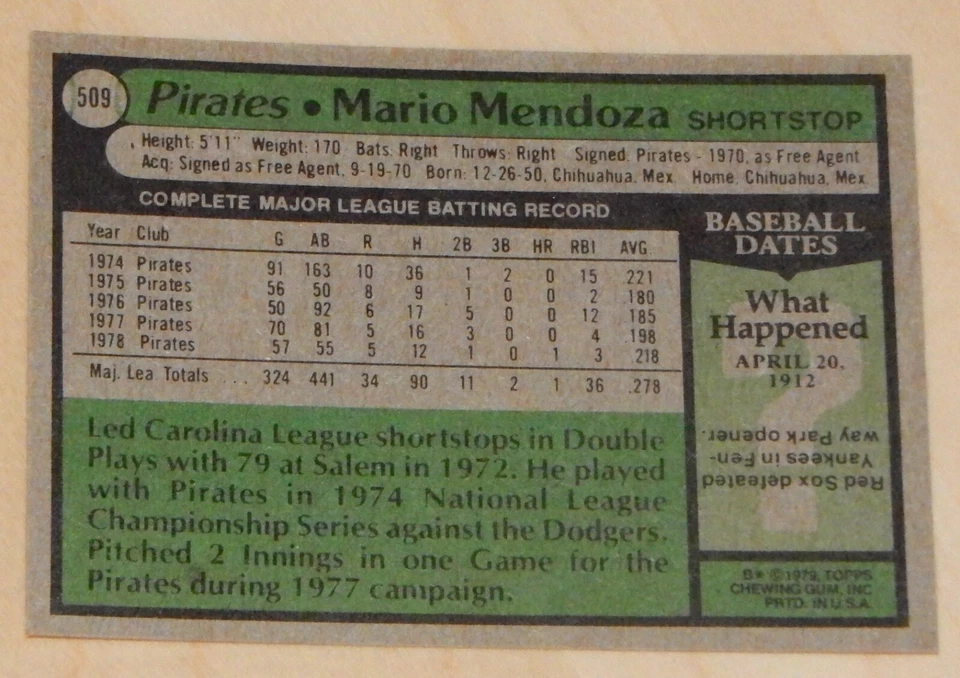 509
Pirates • Mario Mendoza SHORTSTOP
Height: 5'11" Weight: 170 Bats: Right Throws: Right Signed: Pirates - 1970, as Free Agent
Acq: Signed as Free Agent, 9-19-70 Born: 12-26-50, Chihuahua, Mex. Home: Chihuahua, Mex.
COMPLETE MAJOR LEAGUE BATTING RECORD
Year Club G AB R H 2B 3B HR RBI AVG
1974 Pirates 91 163 10 36 1 2 0 15 .221
1975 Pirates 56 50 8 9 1 0 0 2 .180
1976 Pirates 50 92 6 17 5 0 0 12 .185
1977 Pirates 70 81 5 16 3 0 0 4 .198
1978 Pirates 57 55 5 12 1 0 1 3 .218
Maj. Lea. Totals ... 324 441 34 90 11 2 1 36 .278
Led Carolina League shortstops in Double
Plays with 79 at Salem in 1972. He played
with Pirates in 1974 National League
Championship Series against the Dodgers.
Pitched 2 Innings in one Game for the
Pirates during 1977 campaign.
BASEBALL
DATES
What
Happened
APRIL 20,
1912
?
Red Sox defeated
Yankees in Fen-
way Park opener.
B* ©1979, TOPPS
CHEWING GUM, INC.
PRTD. IN U.S.A.